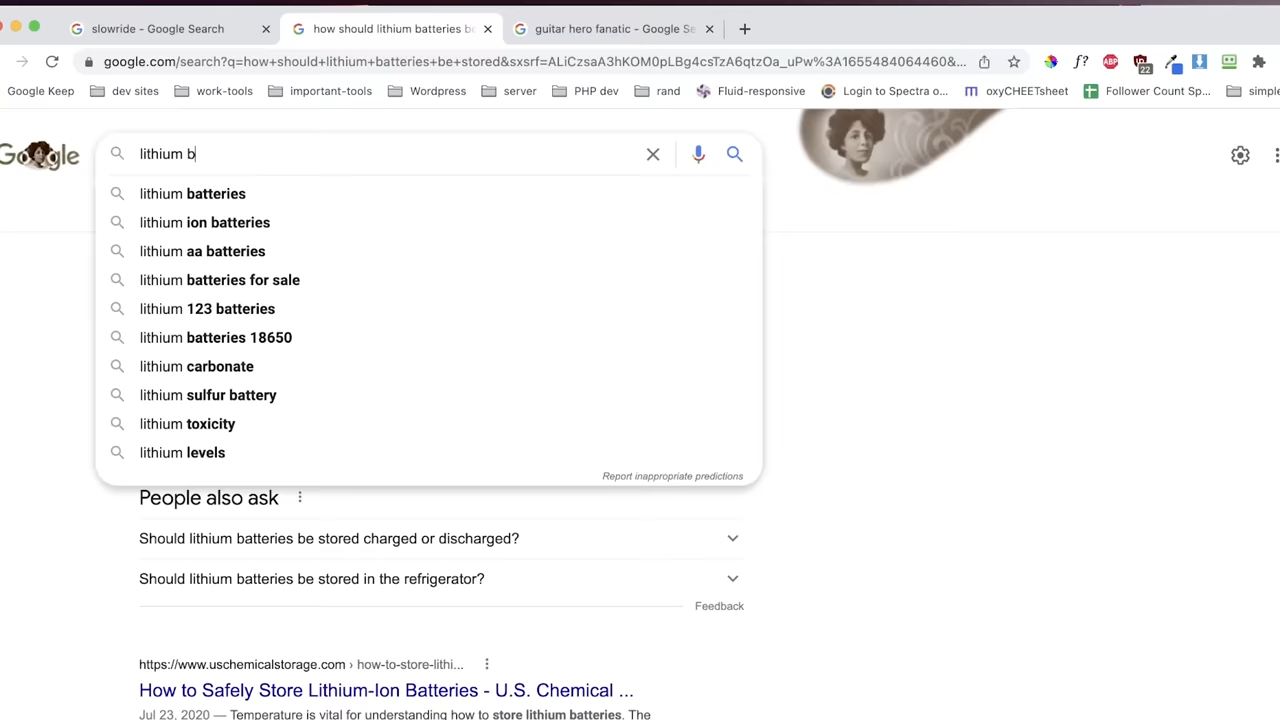 slowride - Google Search
how should lithium batteries be
guitar hero fanatic - Google Se
google.com/search?q=how+should+lithium+batteries+be+stored&sxsrf=ALiCzsaA3hKOM0pLBg4csTzA6qtzOa_uPw%3A1655484064460&...
f?
ABP
22
Google Keep
dev sites
work-tools
important-tools
Wordpress
server
PHP dev
rand
Fluid-responsive
Login to Spectra o...
oxyCHEETsheet
Follower Count Sp...
simple
Google
lithium b
lithium batteries
lithium ion batteries
lithium aa batteries
lithium batteries for sale
lithium 123 batteries
lithium batteries 18650
lithium carbonate
lithium sulfur battery
lithium toxicity
lithium levels
Report inappropriate predictions
People also ask
Should lithium batteries be stored charged or discharged?
Should lithium batteries be stored in the refrigerator?
Feedback
https://www.uschemicalstorage.com › how-to-store-lithi...
How to Safely Store Lithium-Ion Batteries - U.S. Chemical ...
Jul 23, 2020 — Temperature is vital for understanding how to store lithium batteries. The